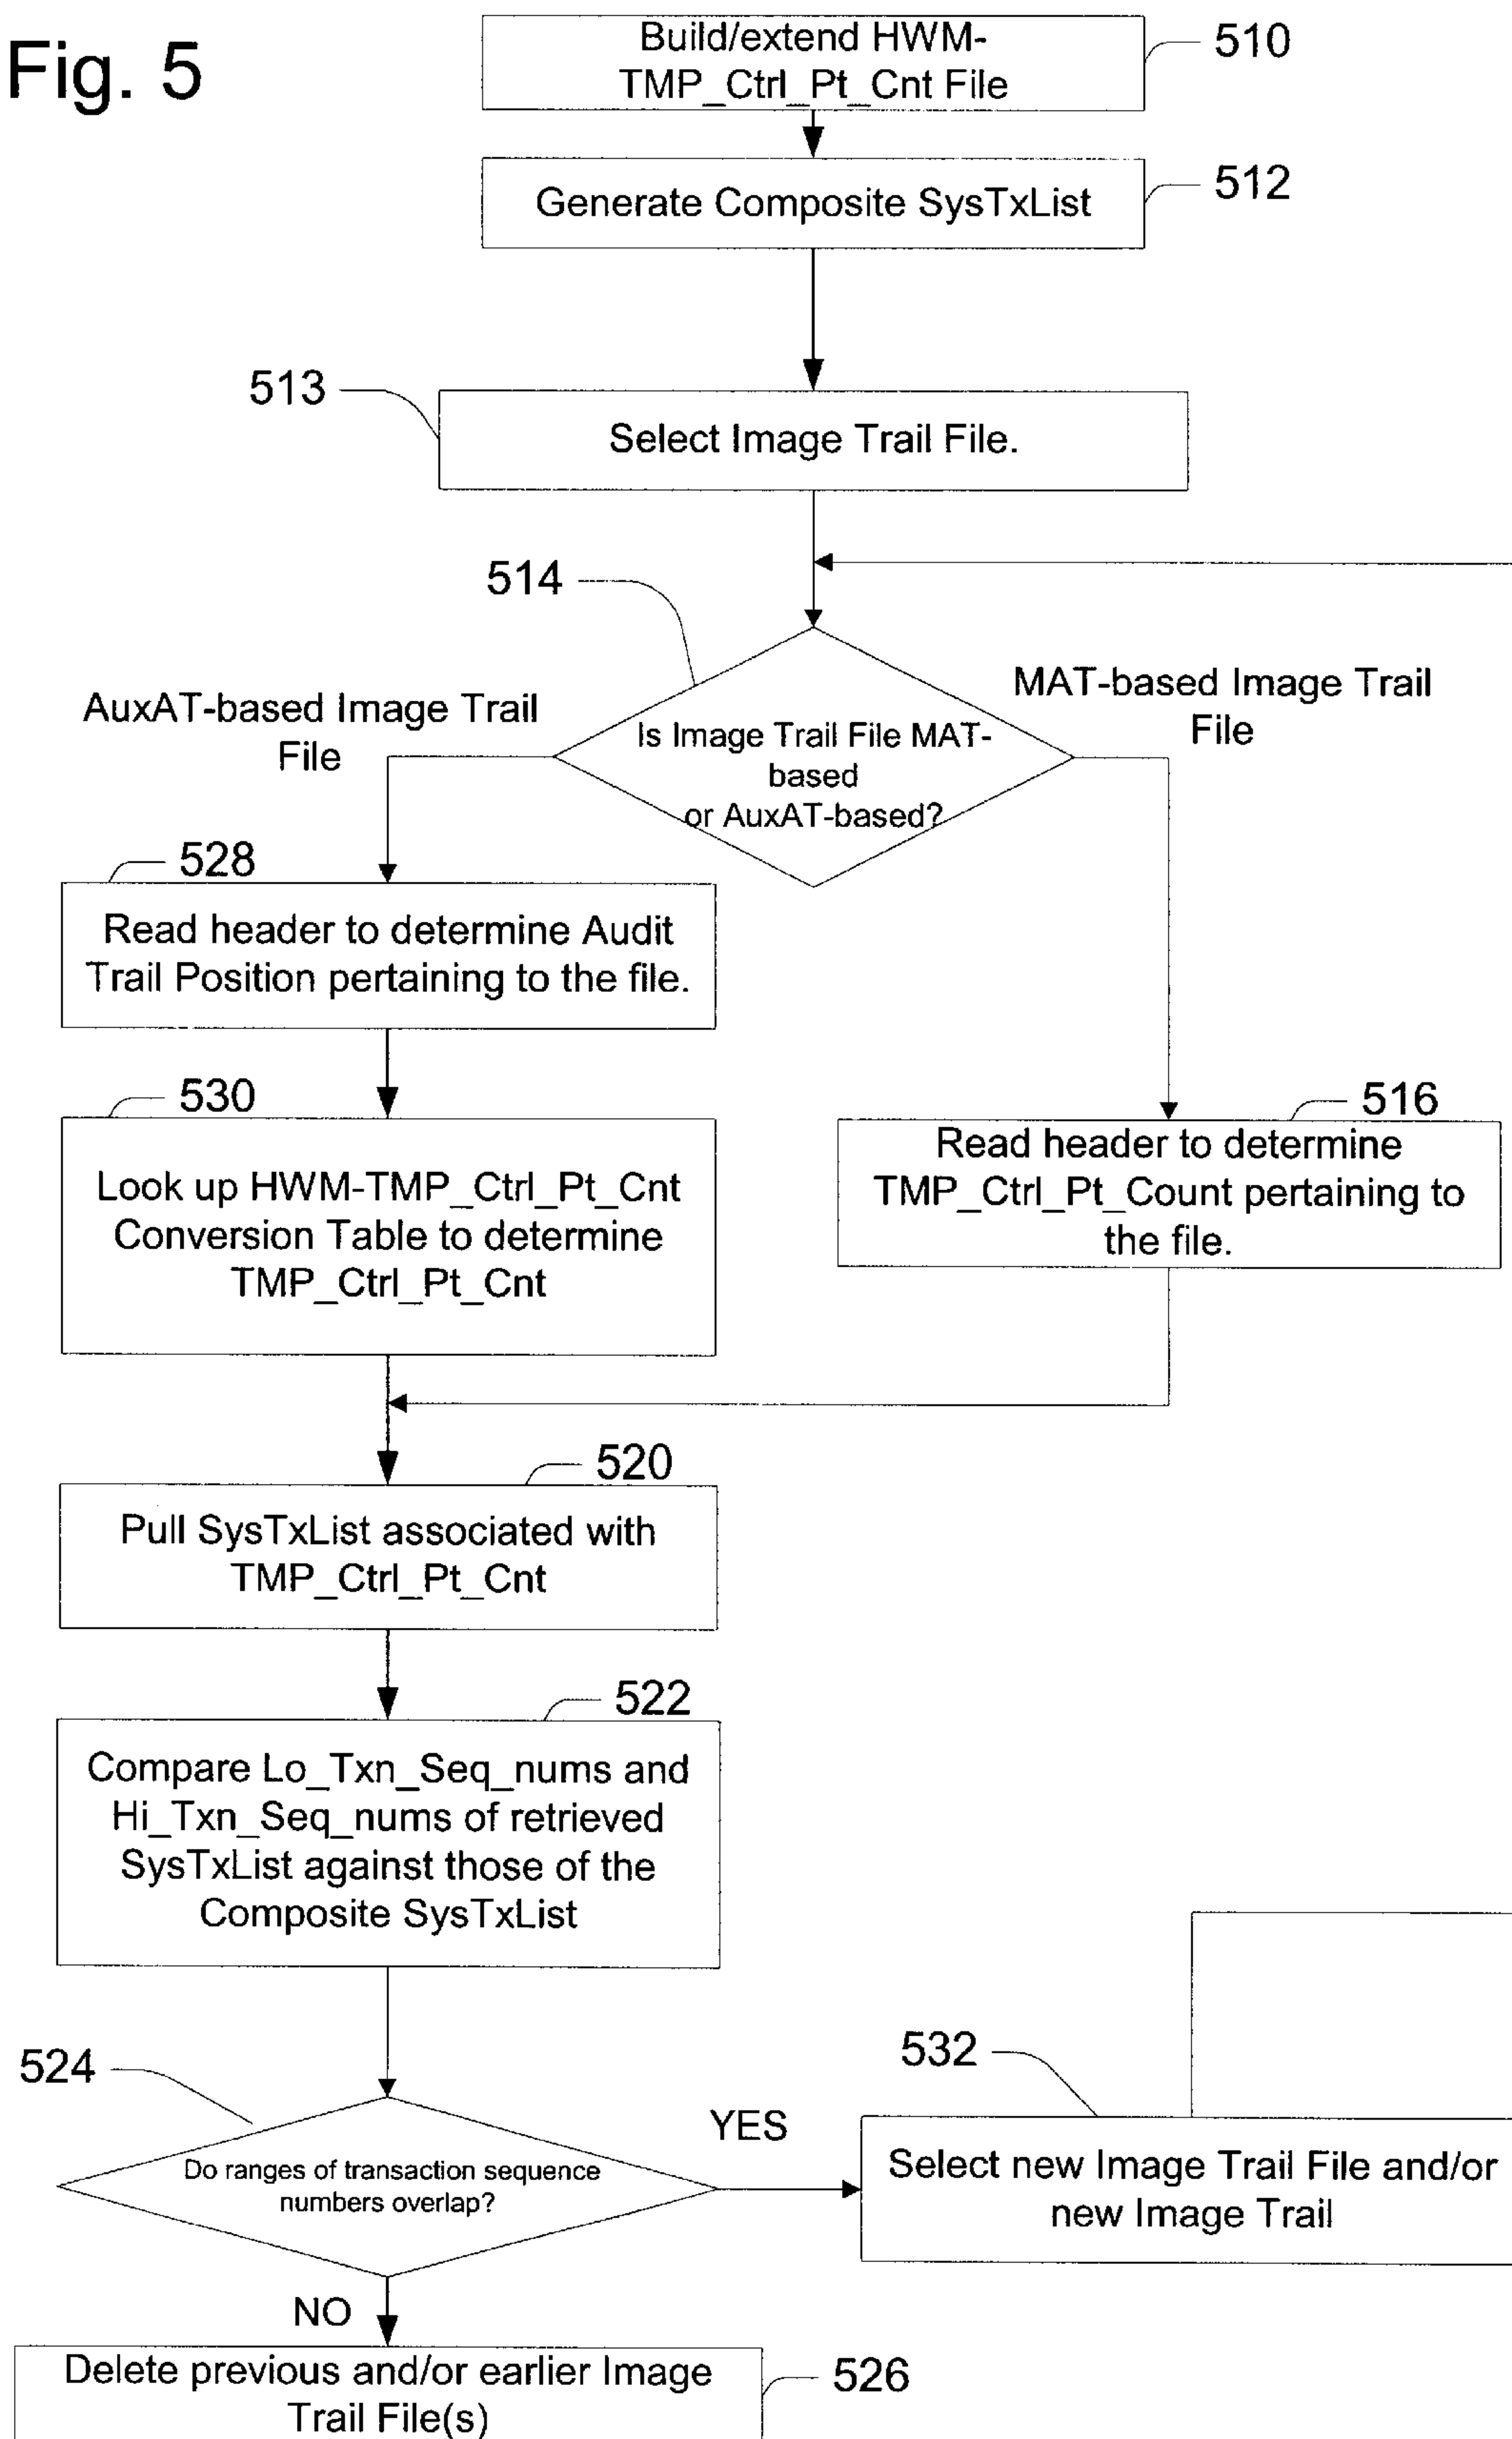 Fig. 5
Build/extend HWM-
TMP_Ctrl_Pt_Cnt File
510
Generate Composite SysTxList
512
513
Select Image Trail File.
514
AuxAT-based Image Trail
File
MAT-based Image Trail
File
Is Image Trail File MAT-
based
or AuxAT-based?
528
Read header to determine Audit
Trail Position pertaining to the file.
530
Look up HWM-TMP_Ctrl_Pt_Cnt
Conversion Table to determine
TMP_Ctrl_Pt_Cnt
516
Read header to determine
TMP_Ctrl_Pt_Count pertaining to
the file.
520
Pull SysTxList associated with
TMP_Ctrl_Pt_Cnt
522
Compare Lo_Txn_Seq_nums and
Hi_Txn_Seq_nums of retrieved
SysTxList against those of the
Composite SysTxList
524
Do ranges of transaction sequence
numbers overlap?
YES
532
Select new Image Trail File and/or
new Image Trail
NO
Delete previous and/or earlier Image
Trail File(s)
526